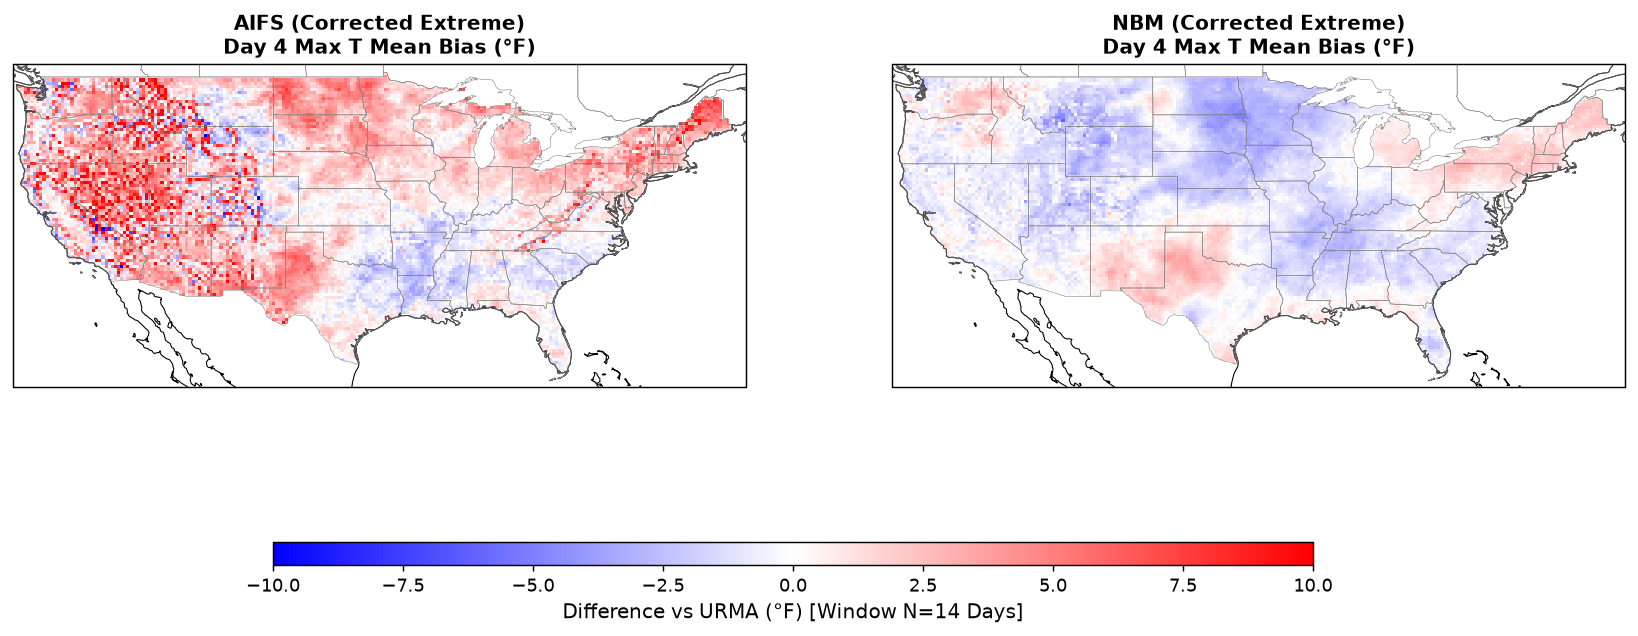 AIFS (Corrected Extreme)
Day 4 Max T Mean Bias (°F)
NBM (Corrected Extreme)
Day 4 Max T Mean Bias (°F)
−10.0 −7.5 −5.0 −2.5 0.0 2.5 5.0 7.5 10.0
Difference vs URMA (°F) [Window N=14 Days]